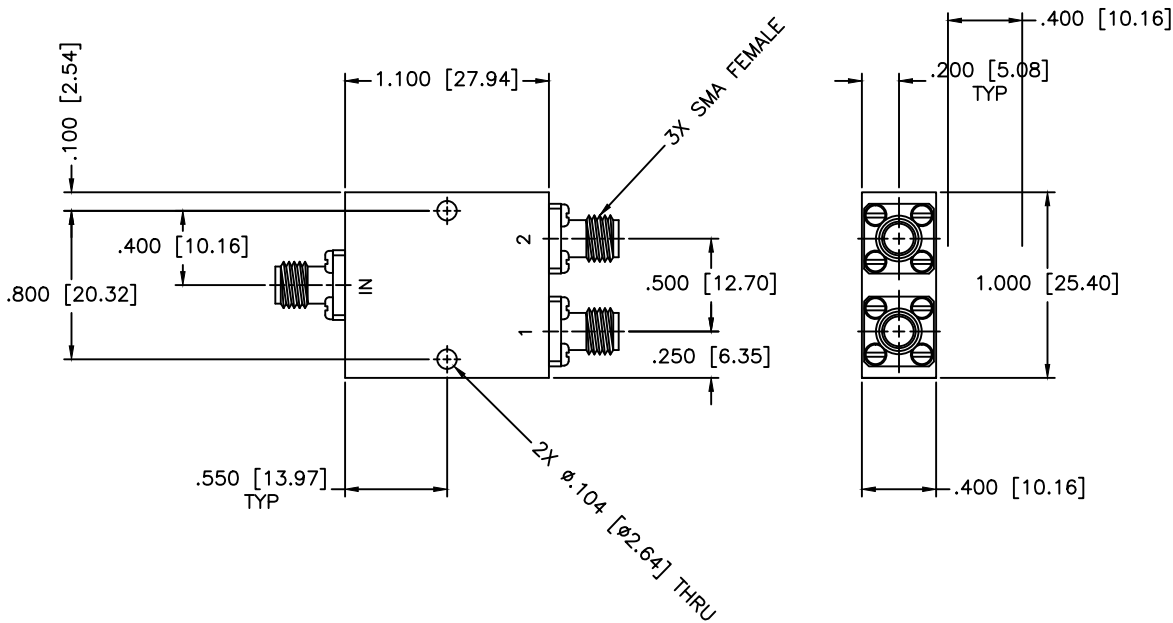 .400 [10.16]
.100 [2.54]
1.100 [27.94]
3X SMA FEMALE
.200 [5.08]
TYP
.400 [10.16]
2
IN
.500 [12.70]
1.000 [25.40]
.800 [20.32]
1
.250 [6.35]
.550 [13.97]
TYP
2X ø.104 [ø2.64] THRU
.400 [10.16]